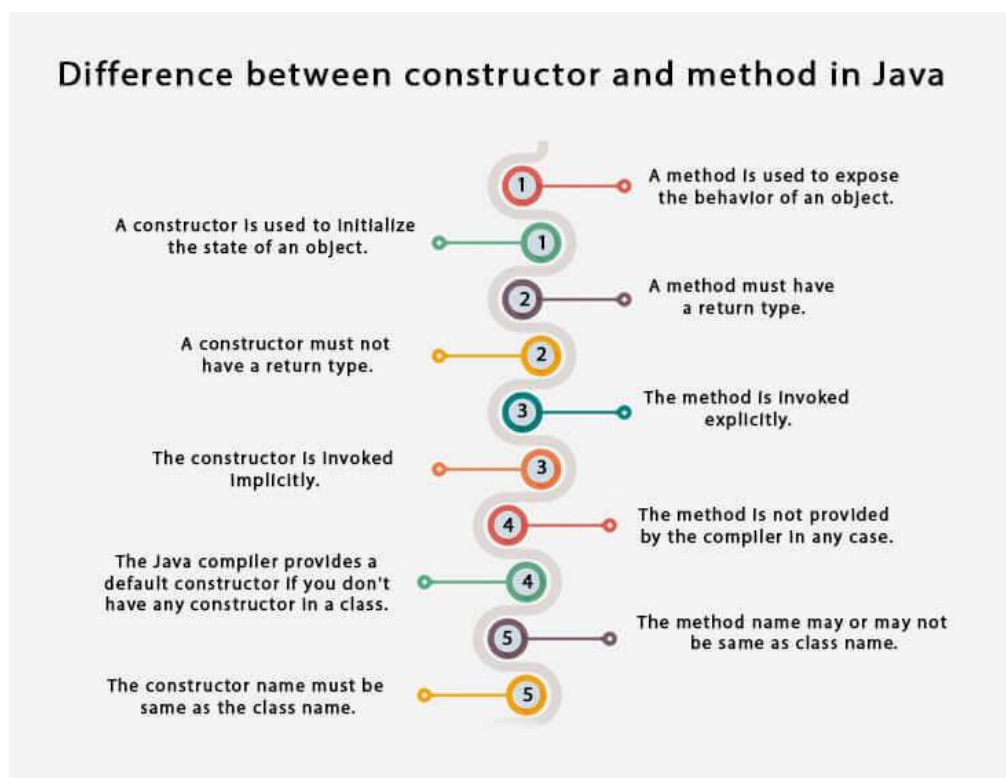 Difference between constructor and method in Java
1
A method is used to expose
the behavior of an object.
A constructor is used to initialize
the state of an object.
1
2
A method must have
a return type.
A constructor must not
have a return type.
2
3
The method is invoked
explicitly.
The constructor is invoked
implicitly.
3
4
The method is not provided
by the compiler in any case.
The Java compiler provides a
default constructor if you don't
have any constructor in a class.
4
5
The method name may or may not
be same as class name.
The constructor name must be
same as the class name.
5